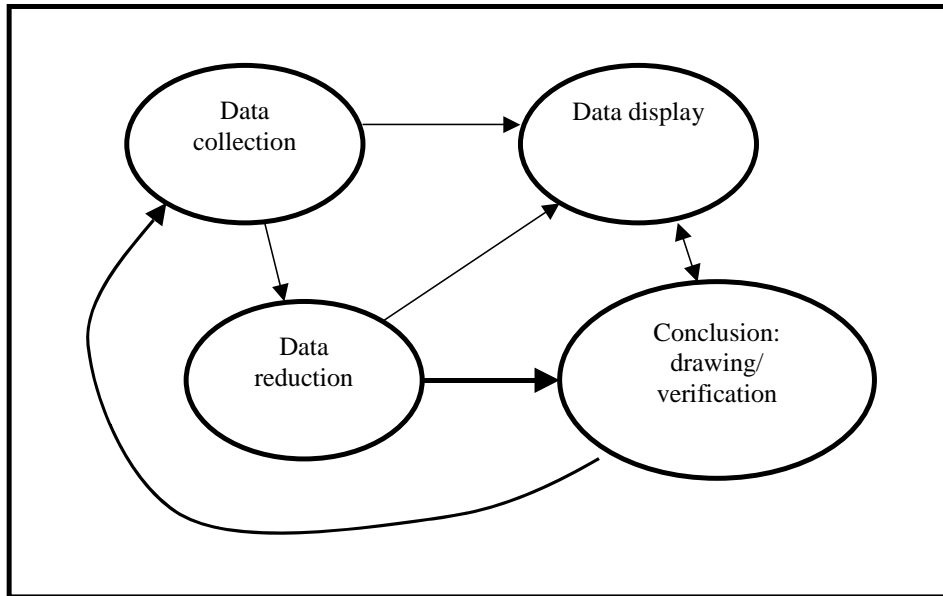 Data
collection
Data display
Data
reduction
Conclusion:
drawing/
verification